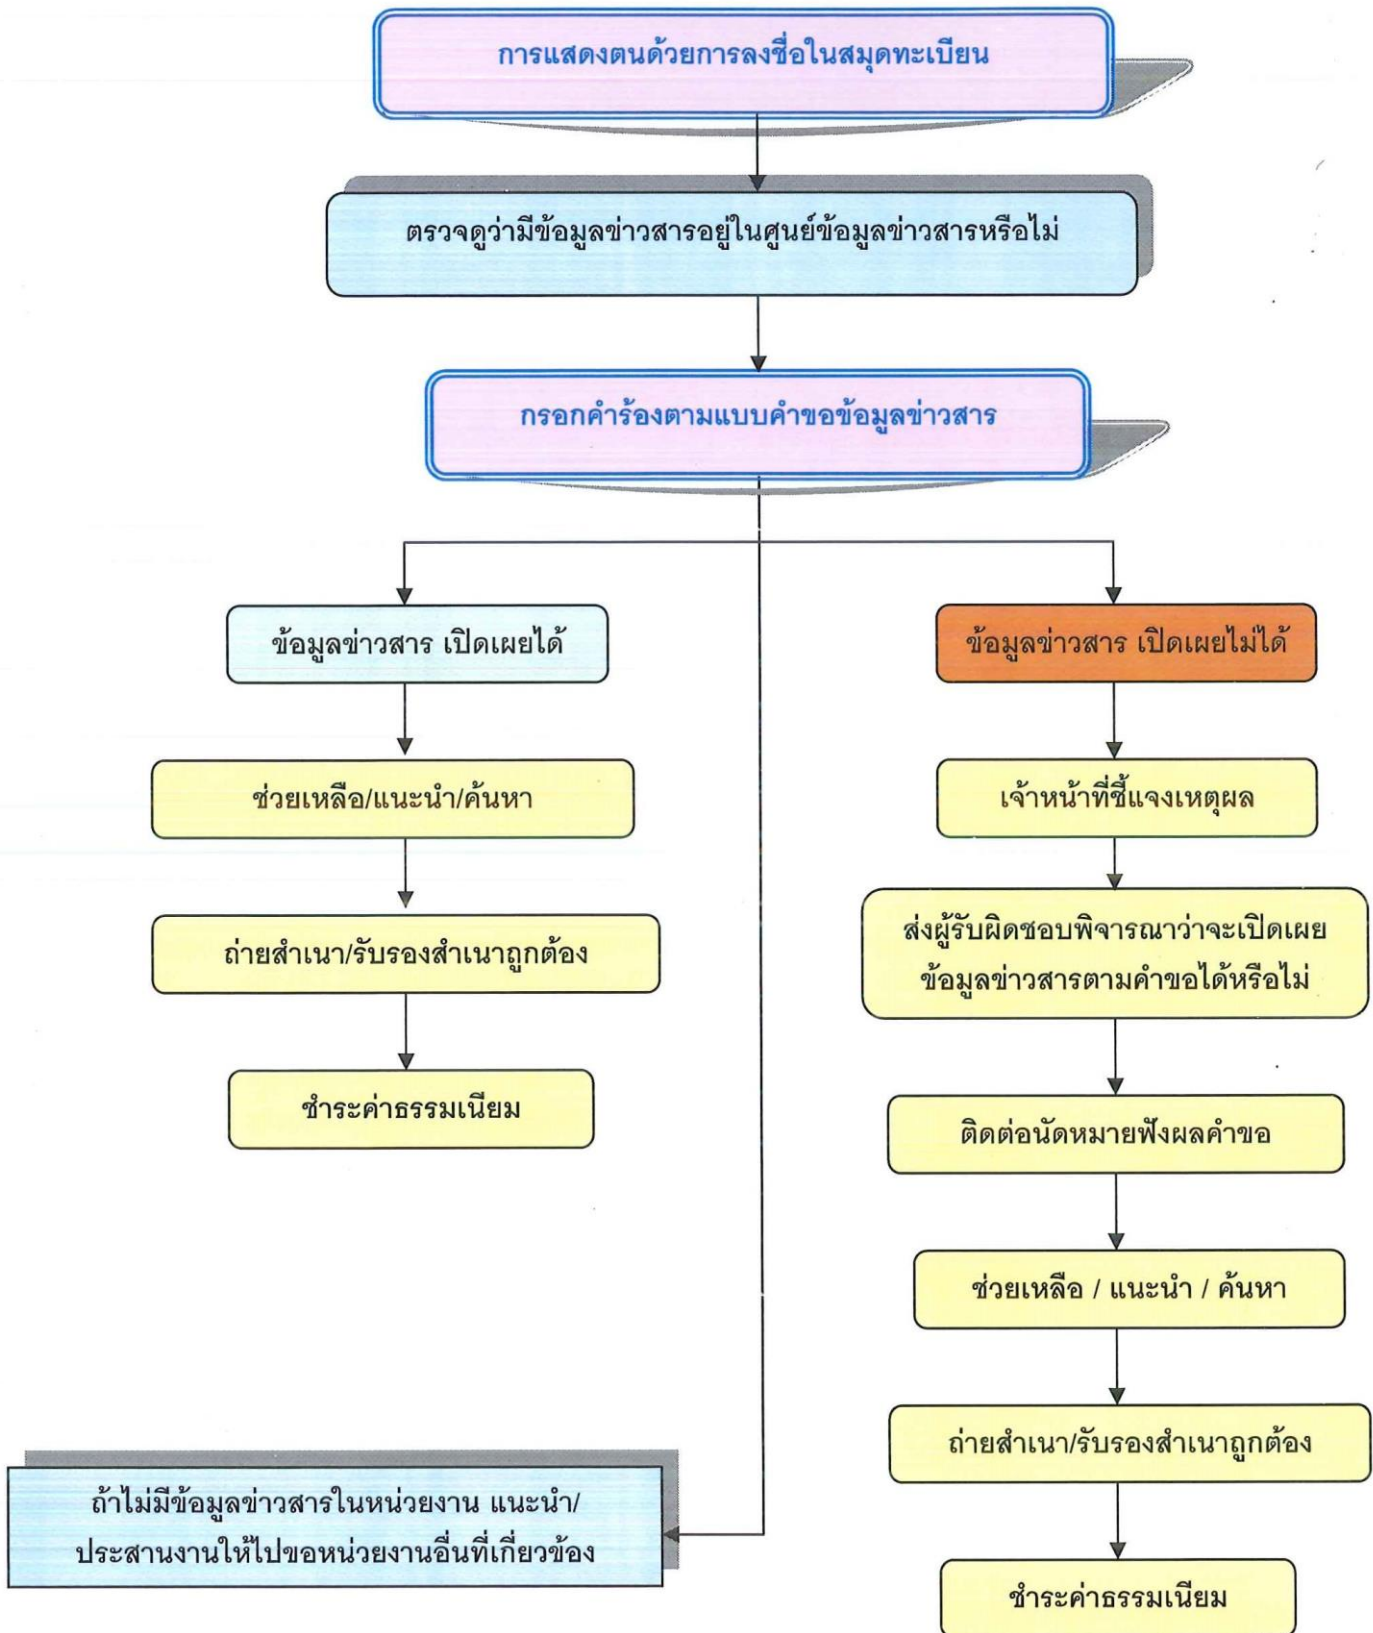 การแสดงตนด้วยการลงชื่อในสมุดทะเบียน
ตรวจดูว่ามีข้อมูลข่าวสารอยู่ในศูนย์ข้อมูลข่าวสารหรือไม่
กรอกคำร้องตามแบบคำขอข้อมูลข่าวสาร
ข้อมูลข่าวสาร เปิดเผยได้
ช่วยเหลือ/แนะนำ/ค้นหา
ถ่ายสำเนา/รับรองสำเนาถูกต้อง
ชำระค่าธรรมเนียม
ข้อมูลข่าวสาร เปิดเผยไม่ได้
เจ้าหน้าที่ชี้แจงเหตุผล
ส่งผู้รับผิดชอบพิจารณาว่าจะเปิดเผย
ข้อมูลข่าวสารตามคำขอได้หรือไม่
ติดต่อนัดหมายฟังผลคำขอ
ช่วยเหลือ / แนะนำ / ค้นหา
ถ่ายสำเนา/รับรองสำเนาถูกต้อง
ชำระค่าธรรมเนียม
ถ้าไม่มีข้อมูลข่าวสารในหน่วยงาน แนะนำ/
ประสานงานให้ไปขอหน่วยงานอื่นที่เกี่ยวข้อง